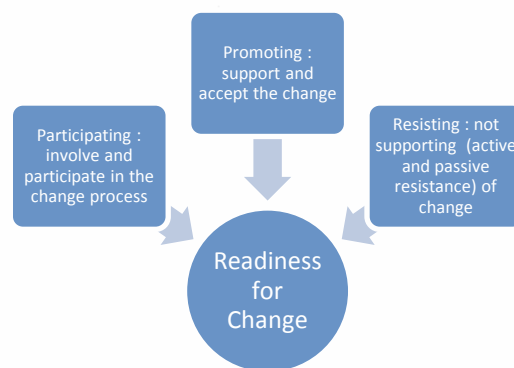 Participating :
involve and
participate in the
change process
Promoting :
support and
accept the change
Resisting : not
supporting (active
and passive
resistance) of
change
Readiness
for
Change